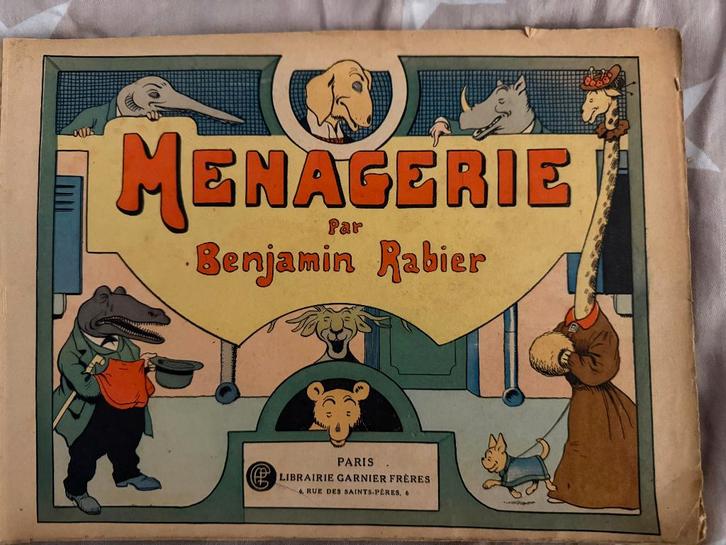 MENAGERIE
Par
Benjamin Rabier
PARIS
LIBRAIRIE GARNIER FRÈRES
6, RUE DES SAINTS-PÈRES, 6